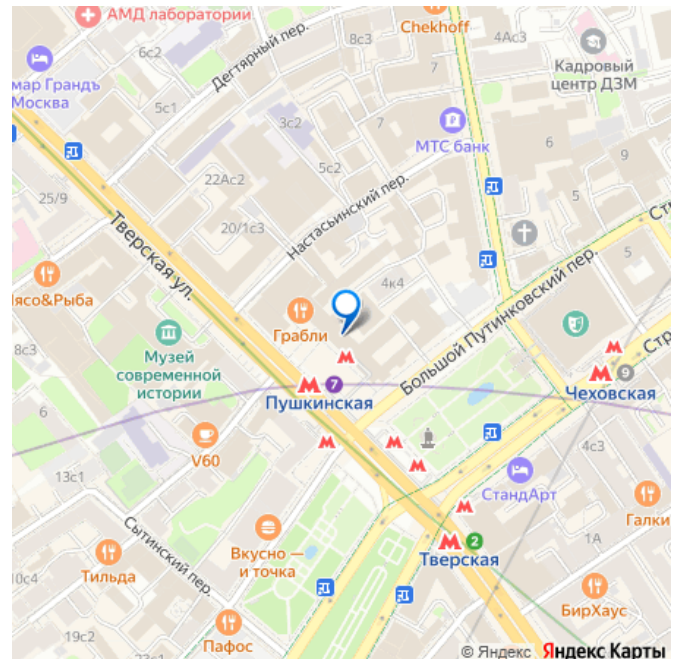 АМД лаборатории
6с2
8с3
Chekhoff
4Ас3
Кадровый
центр ДЗМ
Дегтярный пер.
7
7
мар Грандъ
Москва
5с1
3с2
МТС банк
6
9
5с2
22Ас2
5
25/9
20/1с3
Настасьинский пер.
Тверская ул.
Мясо&Рыба
4к4
Ст
5
Большой Путинковский пер.
Грабли
8с3
Музей
современной
истории
Стр
7
Пушкинская
9
Чеховская
6
V60
4с3
13с1
СтандАрт
Сытинский пер.
Вкусно —
и точка
2
Тверская
1А
Галки
Тильда
10с4
БирХаус
19с2
Пафос
© Яндекс Яндекс Карты